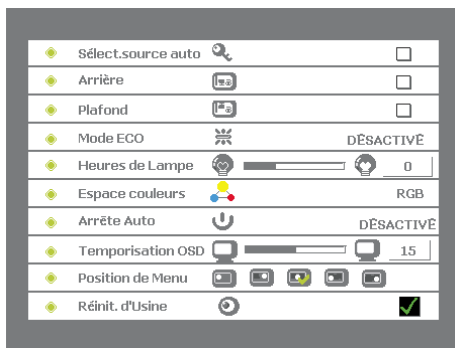 Sélect.source auto
Arrière
Plafond
Mode ECO DÉSACTIVÉ
Heures de Lampe 0
Espace couleurs RGB
Arrête Auto DÉSACTIVÉ
Temporisation OSD 15
Position de Menu
Réinit. d'Usine